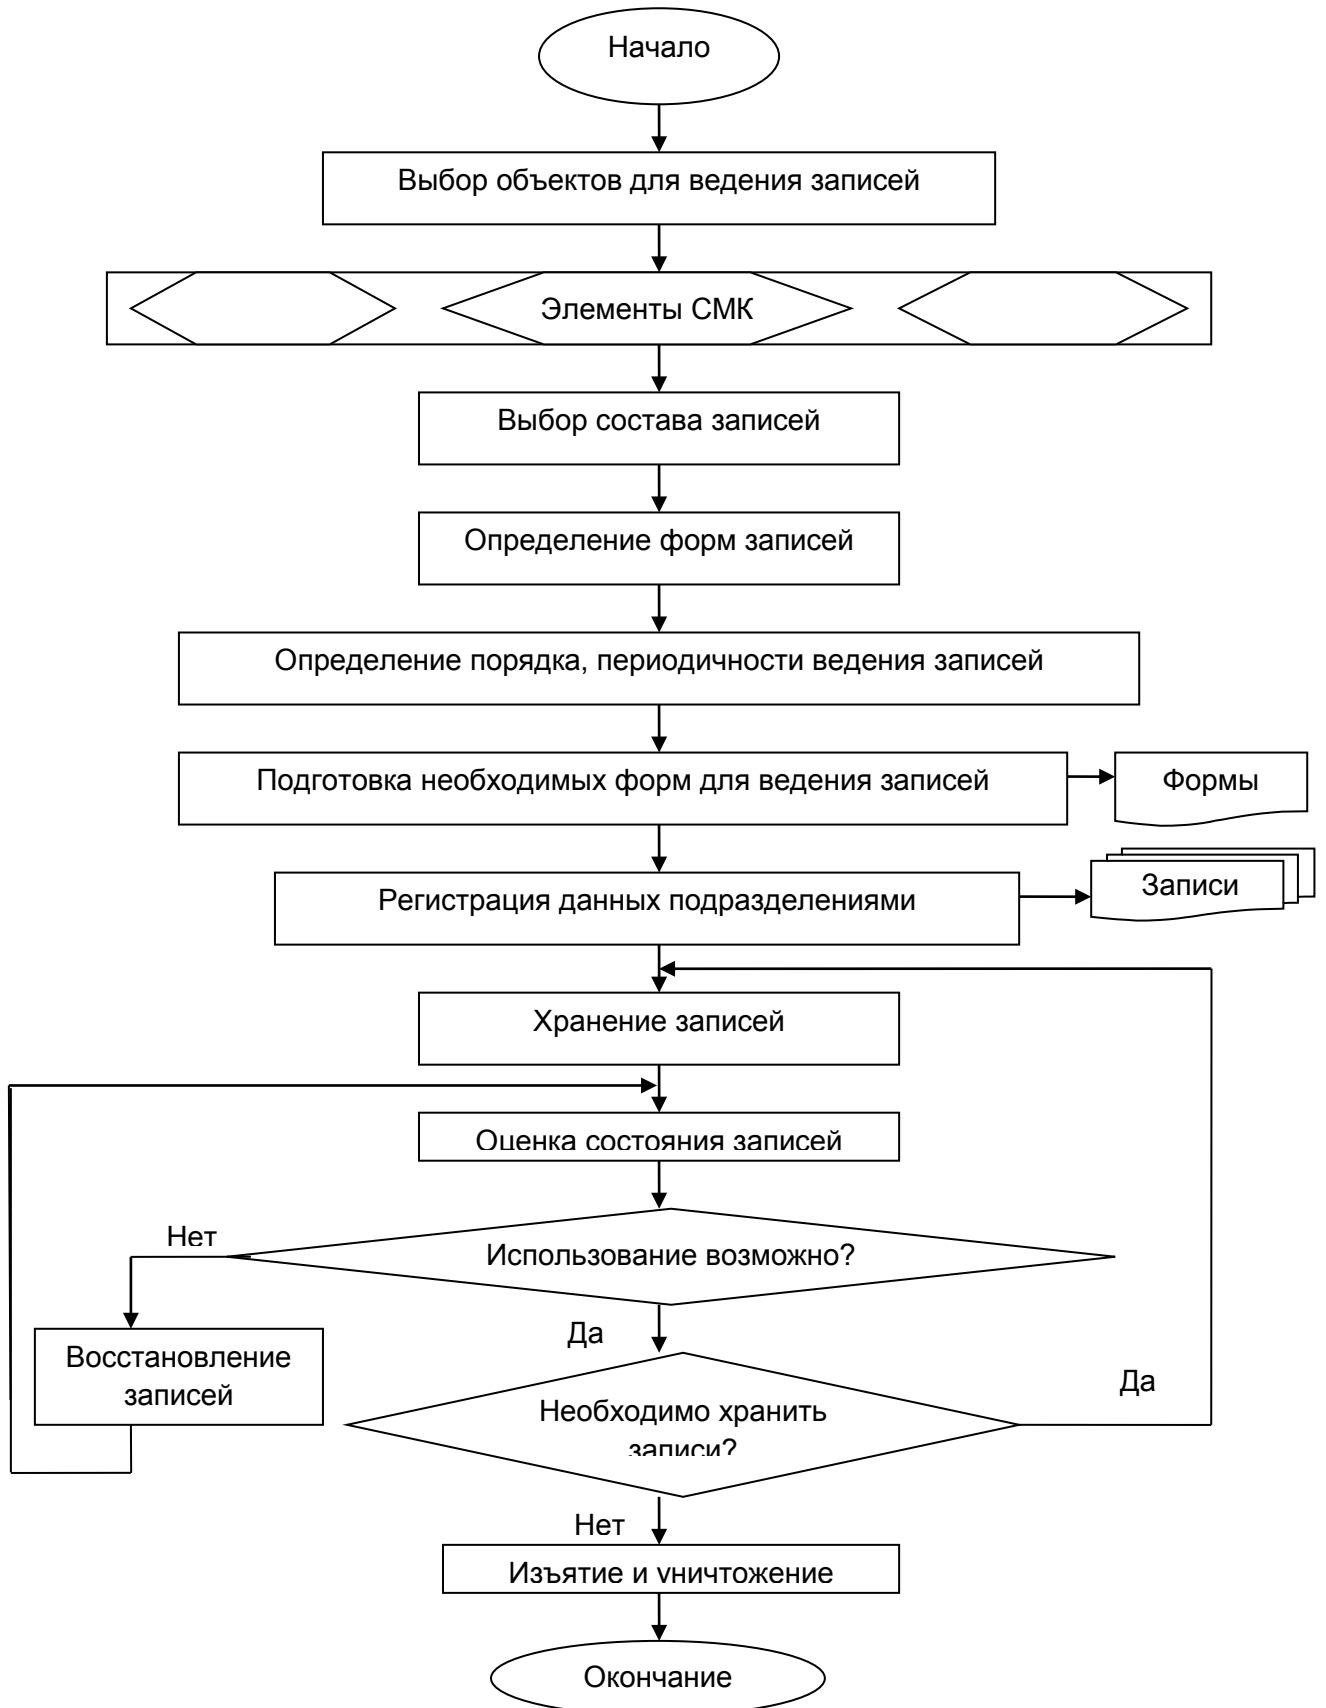 Начало
Выбор объектов для ведения записей
Элементы СМК
Выбор состава записей
Определение форм записей
Определение порядка, периодичности ведения записей
Подготовка необходимых форм для ведения записей
Формы
Регистрация данных подразделениями
Записи
Хранение записей
Оценка состояния записей
Нет
Использование возможно?
Да
Восстановление
записей
Да
Необходимо хранить
записи?
Нет
Изъятие и уничтожение
Окончание